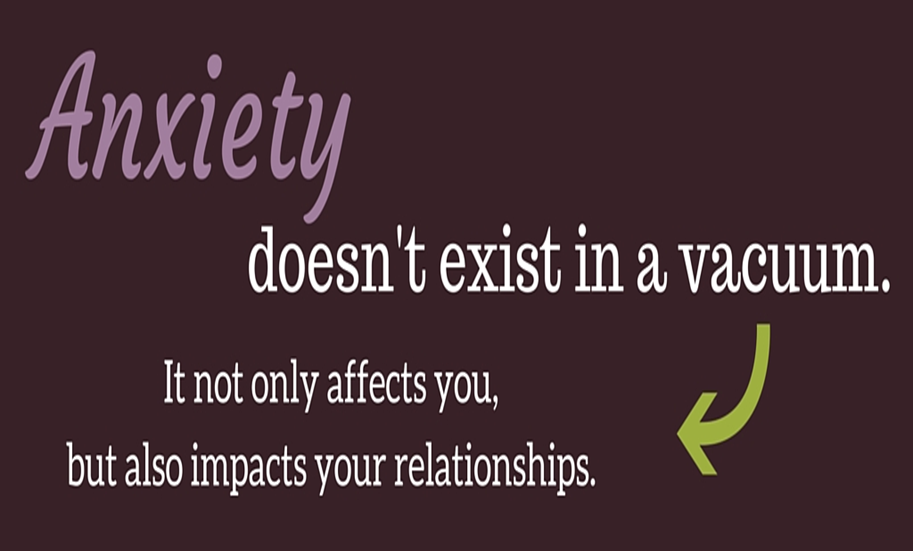 Anxiety
doesn't exist in a vacuum.
It not only affects you,
but also impacts your relationships.